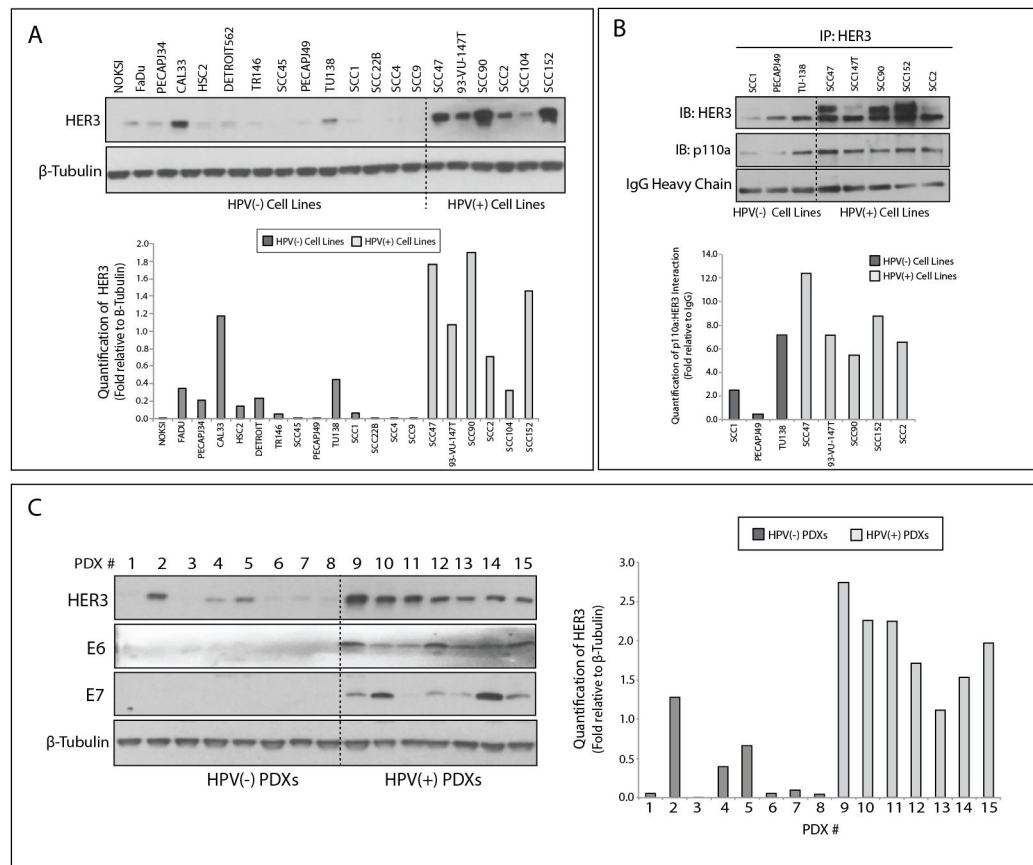 A
NOKSI
FaDu
PECAPJ34
CAL33
HSC2
DETROIT562
TR146
SCC45
PECAPJ49
TU138
SCC1
SCC22B
SCC4
SCC9
SCC47
93-VU-147T
SCC90
SCC2
SCC104
SCC152
HER3
β-Tubulin
HPV(-) Cell Lines
HPV(+) Cell Lines
HPV(-) Cell Lines
HPV(+) Cell Lines
Quantification of HER3
(Fold relative to B-Tubulin)
2.0
1.8
1.6
1.4
1.2
1.0
0.8
0.6
0.4
0.2
0.0
NOKSI
FADU
PECAPJ34
CAL33
HSC2
DETROIT
TR146
SCC45
PECAPJ49
TU138
SCC1
SCC22B
SCC4
SCC9
SCC47
93-VU-147T
SCC90
SCC2
SCC104
SCC152
B
IP: HER3
SCC1
PECAPJ49
TU-138
SCC47
SCC147T
SCC90
SCC152
SCC2
IB: HER3
IB: p110a
IgG Heavy Chain
HPV(-) Cell Lines
HPV(+) Cell Lines
HPV(-) Cell Lines
HPV(+) Cell Lines
Quantification of p110a:HER3 Interaction
(Fold relative to IgG)
14.0
12.0
10.0
8.0
6.0
4.0
2.0
0.0
SCC1
PECAPJ49
TU138
SCC47
93-VU-147T
SCC90
SCC152
SCC2
C
PDX # 1 2 3 4 5 6 7 8 9 10 11 12 13 14 15
HER3
E6
E7
β-Tubulin
HPV(-) PDXs
HPV(+) PDXs
HPV(-) PDXs
HPV(+) PDXs
Quantification of HER3
(Fold relative to β-Tubulin)
3.0
2.5
2.0
1.5
1.0
0.5
0.0
1 2 3 4 5 6 7 8 9 10 11 12 13 14 15
PDX #